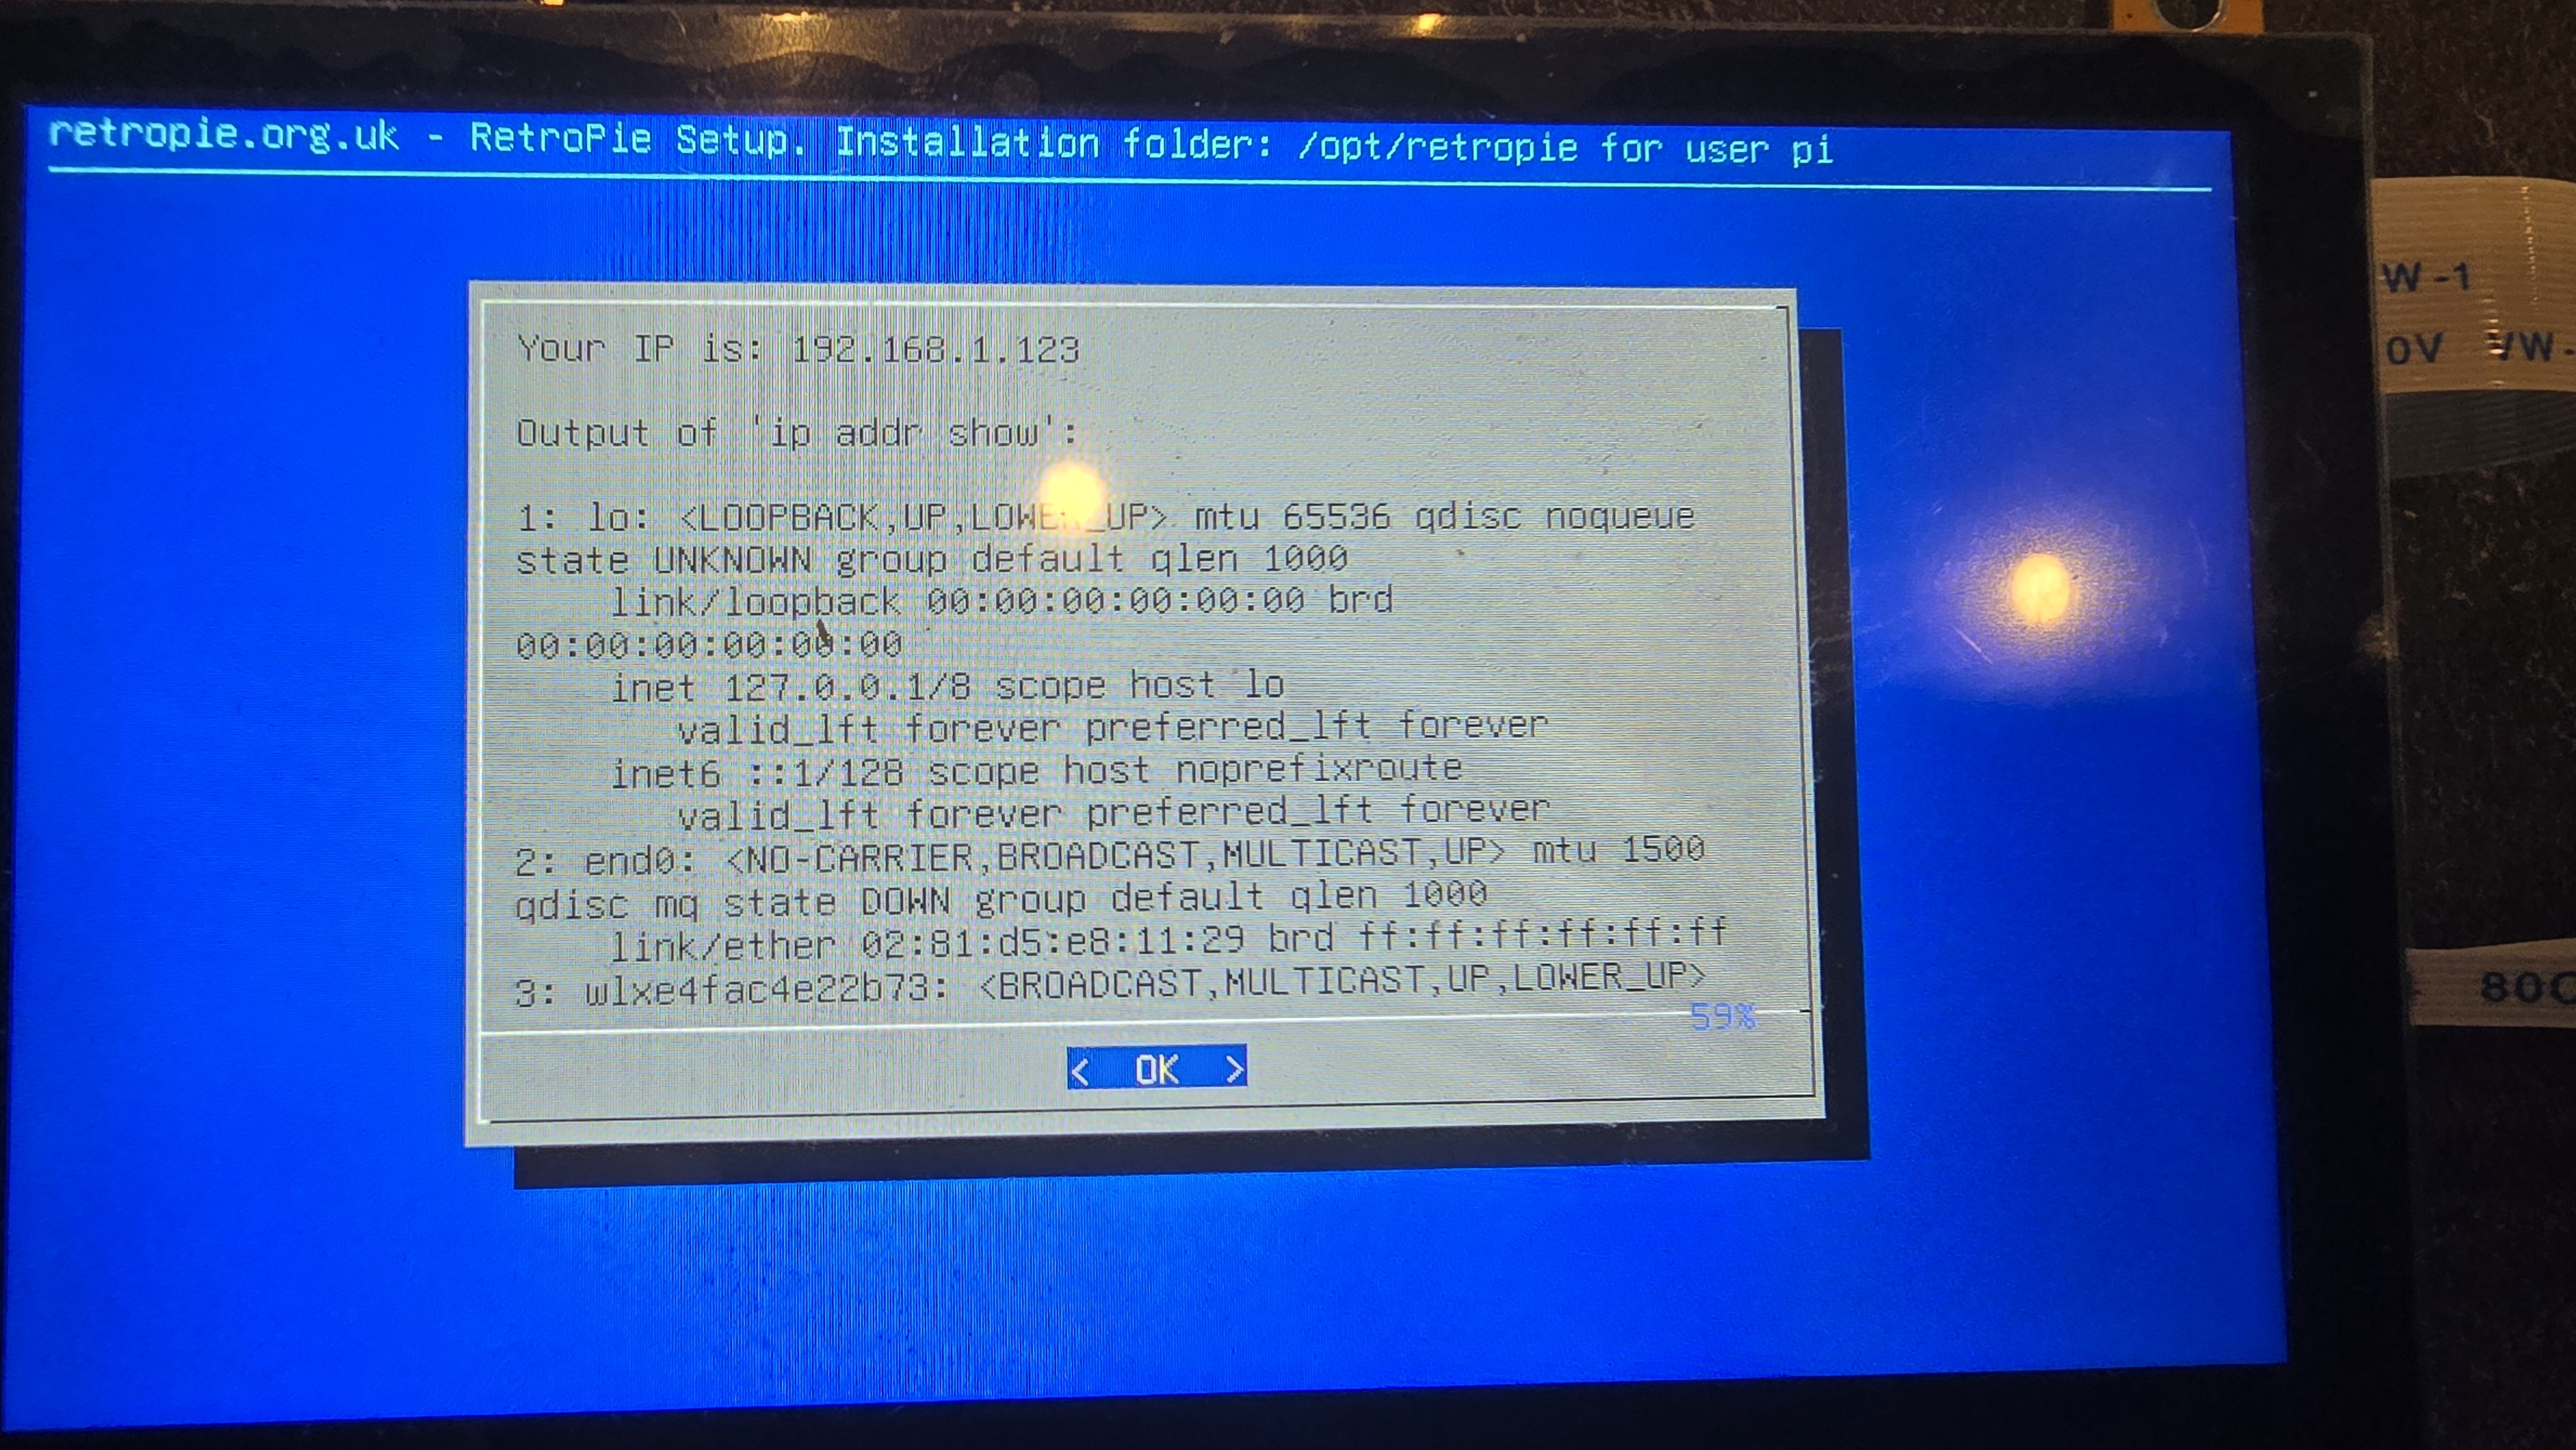 retropie.org.uk - RetroPie Setup. Installation folder: /opt/retropie for user pi
Your IP is: 192.168.1.123
Output of 'ip addr show':
1: lo: <LOOPBACK,UP,LOWER_UP> mtu 65536 qdisc noqueue
state UNKNOWN group default qlen 1000
link/loopback 00:00:00:00:00:00 brd
00:00:00:00:00:00
inet 127.0.0.1/8 scope host lo
valid_lft forever preferred_lft forever
inet6 ::1/128 scope host noprefixroute
valid_lft forever preferred_lft forever
2: end0: <NO-CARRIER,BROADCAST,MULTICAST,UP> mtu 1500
qdisc mq state DOWN group default qlen 1000
link/ether 02:81:d5:e8:11:29 brd ff:ff:ff:ff:ff:ff
3: wlxe4fac4e22b73: <BROADCAST,MULTICAST,UP,LOWER_UP>
59%
< OK >
W-1
0V VW-
80C